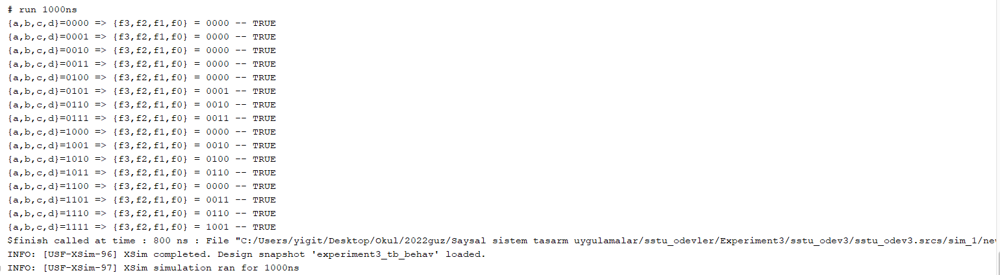 # run 1000ns
{a,b,c,d}=0000 => {f3,f2,f1,f0} = 0000 -- TRUE
{a,b,c,d}=0001 => {f3,f2,f1,f0} = 0000 -- TRUE
{a,b,c,d}=0010 => {f3,f2,f1,f0} = 0000 -- TRUE
{a,b,c,d}=0011 => {f3,f2,f1,f0} = 0000 -- TRUE
{a,b,c,d}=0100 => {f3,f2,f1,f0} = 0000 -- TRUE
{a,b,c,d}=0101 => {f3,f2,f1,f0} = 0001 -- TRUE
{a,b,c,d}=0110 => {f3,f2,f1,f0} = 0010 -- TRUE
{a,b,c,d}=0111 => {f3,f2,f1,f0} = 0011 -- TRUE
{a,b,c,d}=1000 => {f3,f2,f1,f0} = 0000 -- TRUE
{a,b,c,d}=1001 => {f3,f2,f1,f0} = 0010 -- TRUE
{a,b,c,d}=1010 => {f3,f2,f1,f0} = 0100 -- TRUE
{a,b,c,d}=1011 => {f3,f2,f1,f0} = 0110 -- TRUE
{a,b,c,d}=1100 => {f3,f2,f1,f0} = 0000 -- TRUE
{a,b,c,d}=1101 => {f3,f2,f1,f0} = 0011 -- TRUE
{a,b,c,d}=1110 => {f3,f2,f1,f0} = 0110 -- TRUE
{a,b,c,d}=1111 => {f3,f2,f1,f0} = 1001 -- TRUE
$finish called at time : 800 ns : File "C:/Users/yigit/Desktop/Okul/2022guz/Saysal sistem tasarm uygulamalar/sstu_odevler/Experiment3/sstu_odev3/sstu_odev3.srcs/sim_1/ne
INFO: [USF-XSim-96] XSim completed. Design snapshot 'experiment3_tb_behav' loaded.
INFO: [USF-XSim-97] XSim simulation ran for 1000ns